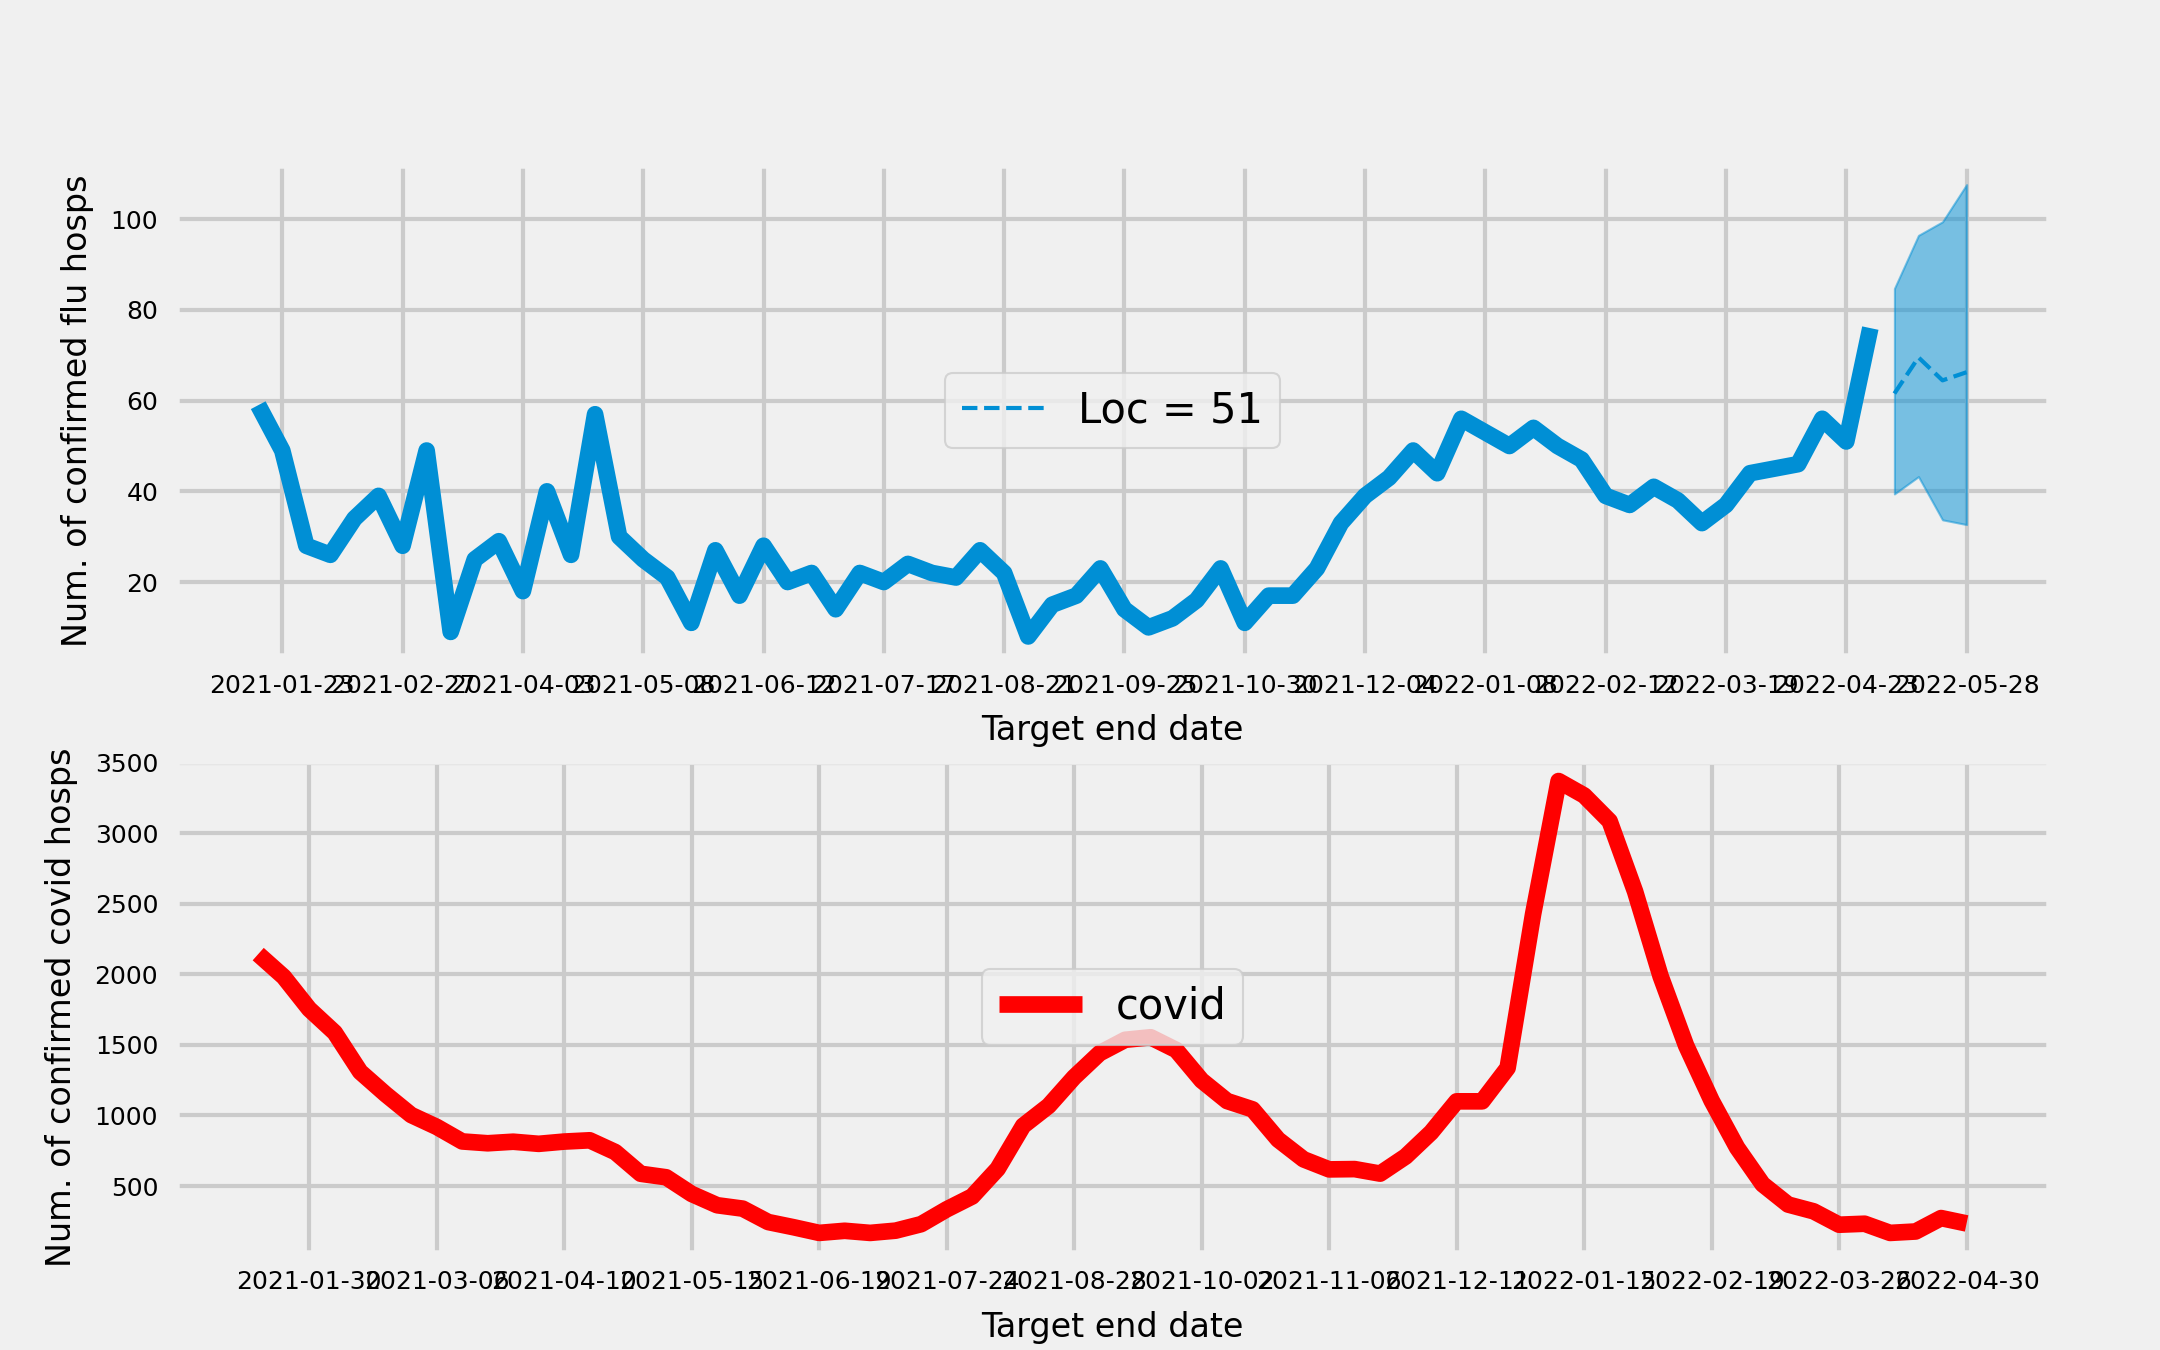 Num. of confirmed flu hosps
100
80
60
40
20
Loc = 51
2021-01-23 2021-02-27 2021-04-03 2021-05-08 2021-06-12 2021-07-17 2021-08-21 2021-09-25 2021-10-30 2021-12-04 2022-01-08 2022-02-12 2022-03-19 2022-04-23 2022-05-28
Target end date
Num. of confirmed covid hosps
3500
3000
2500
2000
1500
1000
500
covid
2021-01-30 2021-03-06 2021-04-10 2021-05-15 2021-06-19 2021-07-24 2021-08-28 2021-10-02 2021-11-06 2021-12-11 2022-01-15 2022-02-19 2022-03-26 2022-04-30
Target end date